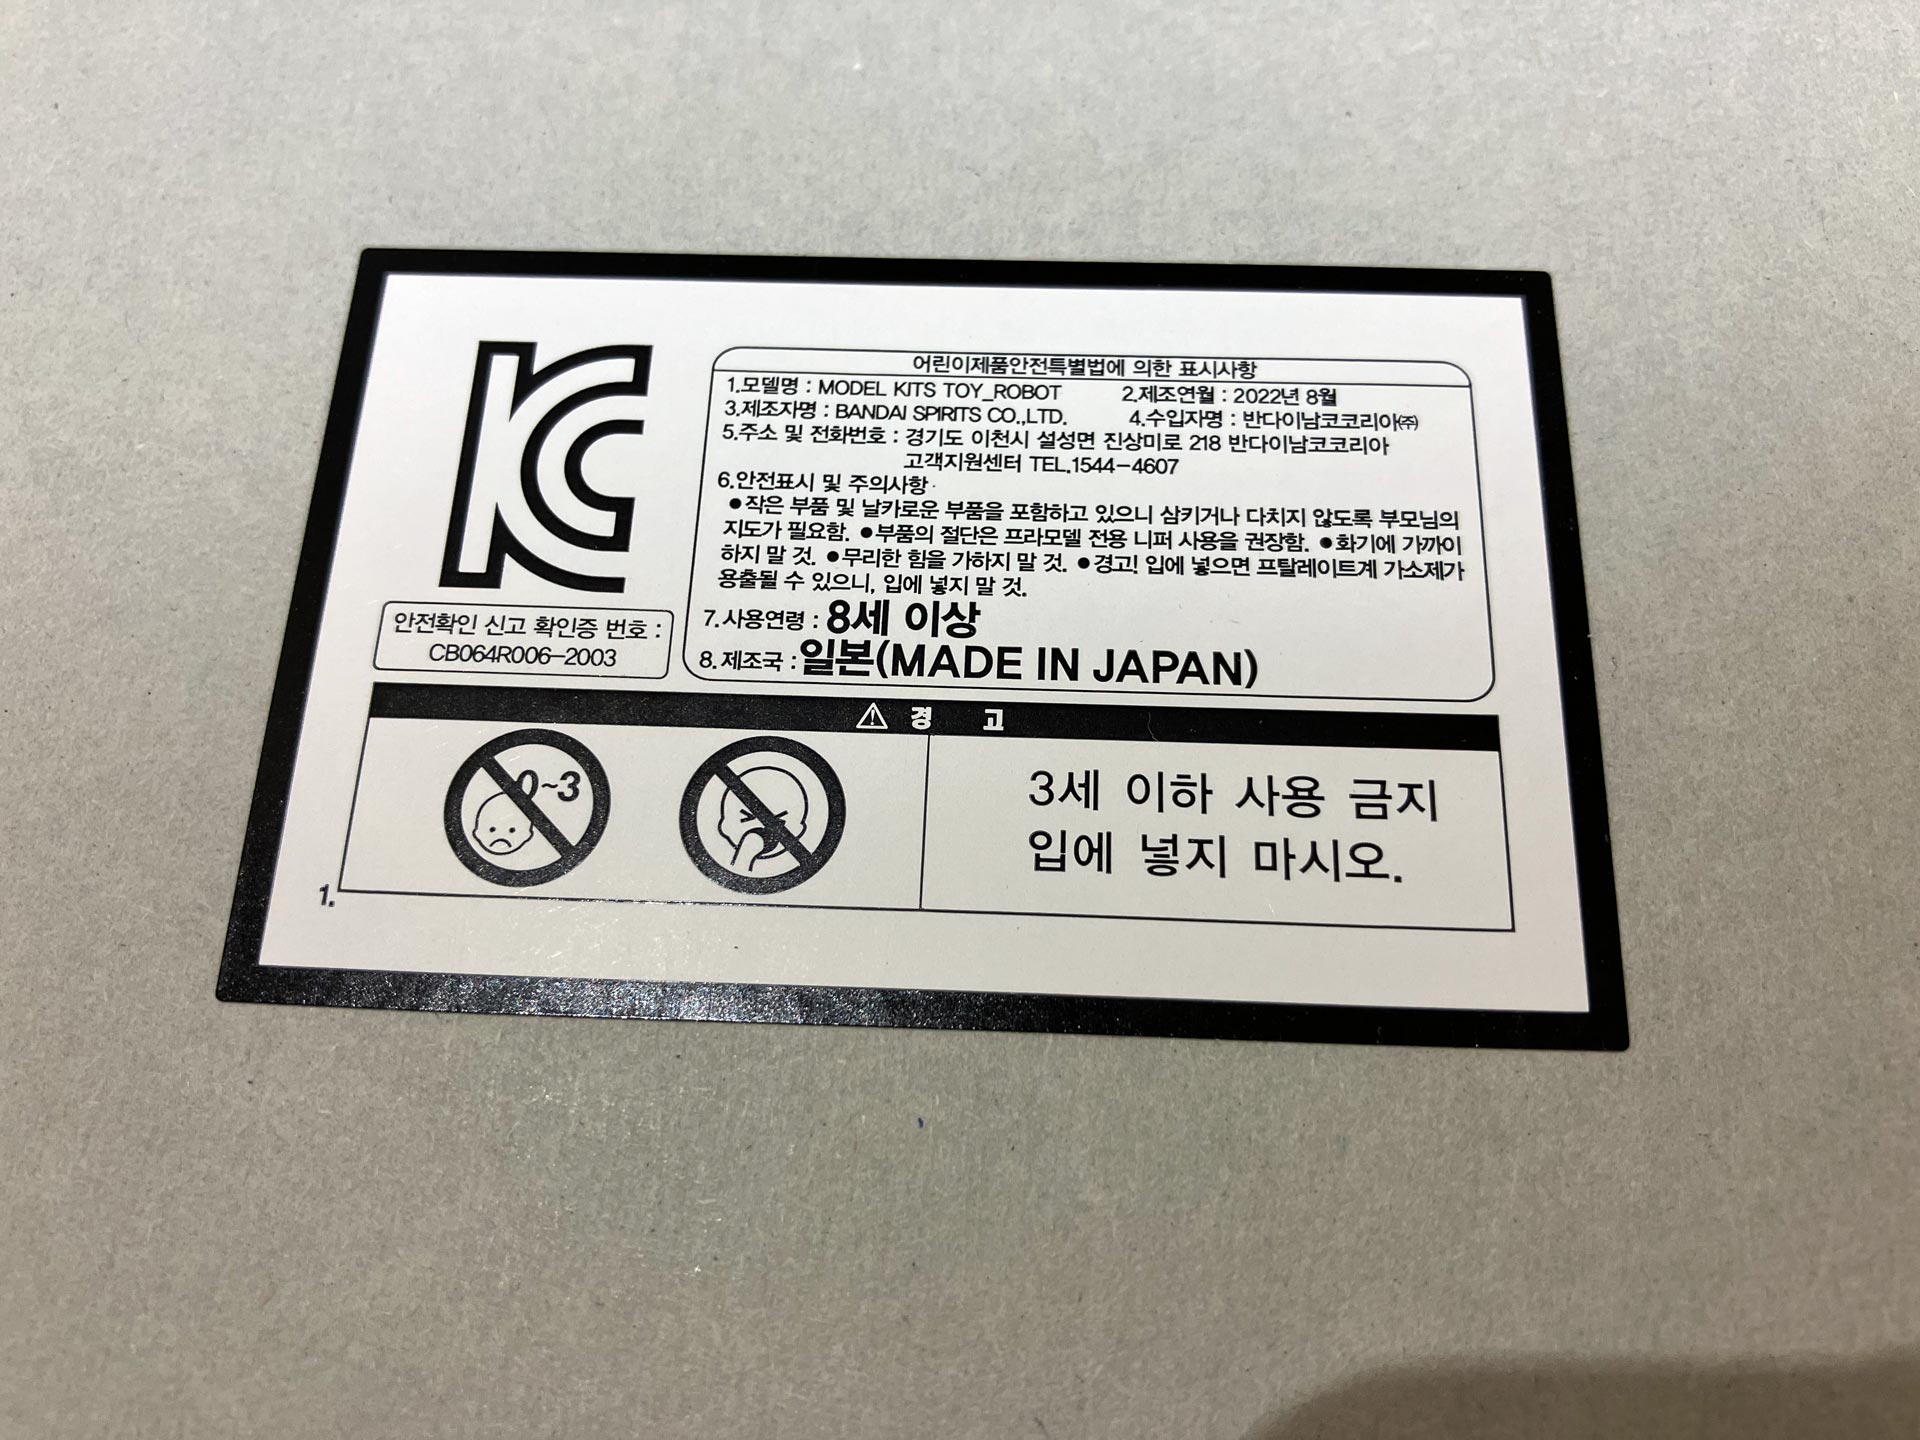 KC
안전확인 신고 확인증 번호 :
CB064R006-2003
어린이제품안전특별법에 의한 표시사항
1.모델명 : MODEL KITS TOY_ROBOT 2.제조연월 : 2022년 8월
3.제조자명 : BANDAI SPIRITS CO.,LTD. 4.수입자명 : 반다이남코코리아㈜
5.주소 및 전화번호 : 경기도 이천시 설성면 진상미로 218 반다이남코코리아
고객지원센터 TEL.1544-4607
6.안전표시 및 주의사항
●작은 부품 및 날카로운 부품을 포함하고 있으니 삼키거나 다치지 않도록 부모님의
지도가 필요함. ●부품의 절단은 프라모델 전용 니퍼 사용을 권장함. ●화기에 가까이
하지 말 것. ●무리한 힘을 가하지 말 것. ●경고! 입에 넣으면 프탈레이트계 가소제가
용출될 수 있으니, 입에 넣지 말 것.
7.사용연령 : 8세 이상
8.제조국 : 일본(MADE IN JAPAN)
⚠ 경 고
0~3
3세 이하 사용 금지
입에 넣지 마시오.
1.